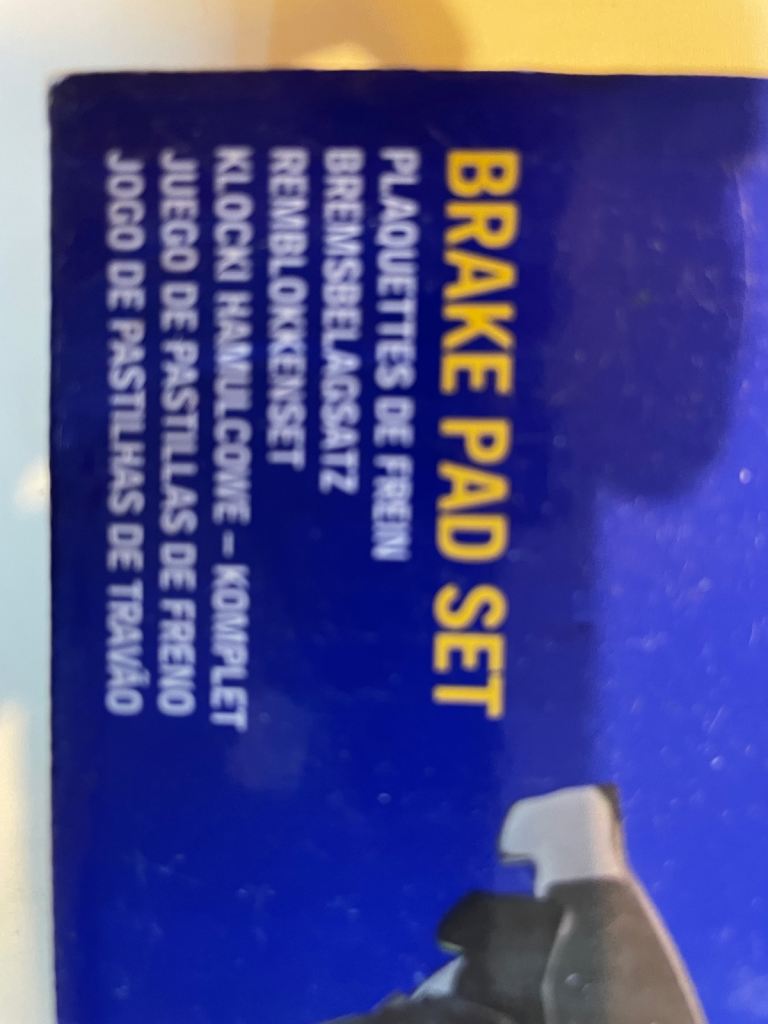 BRAKE PAD SET
PLAQUETTES DE FREIN
BREMSBELAGSATZ
REMBLOKKENSET
KLOCKI HAMULCOWE – KOMPLET
JUEGO DE PASTILLAS DE FRENO
JOGO DE PASTILHAS DE TRAVÃO